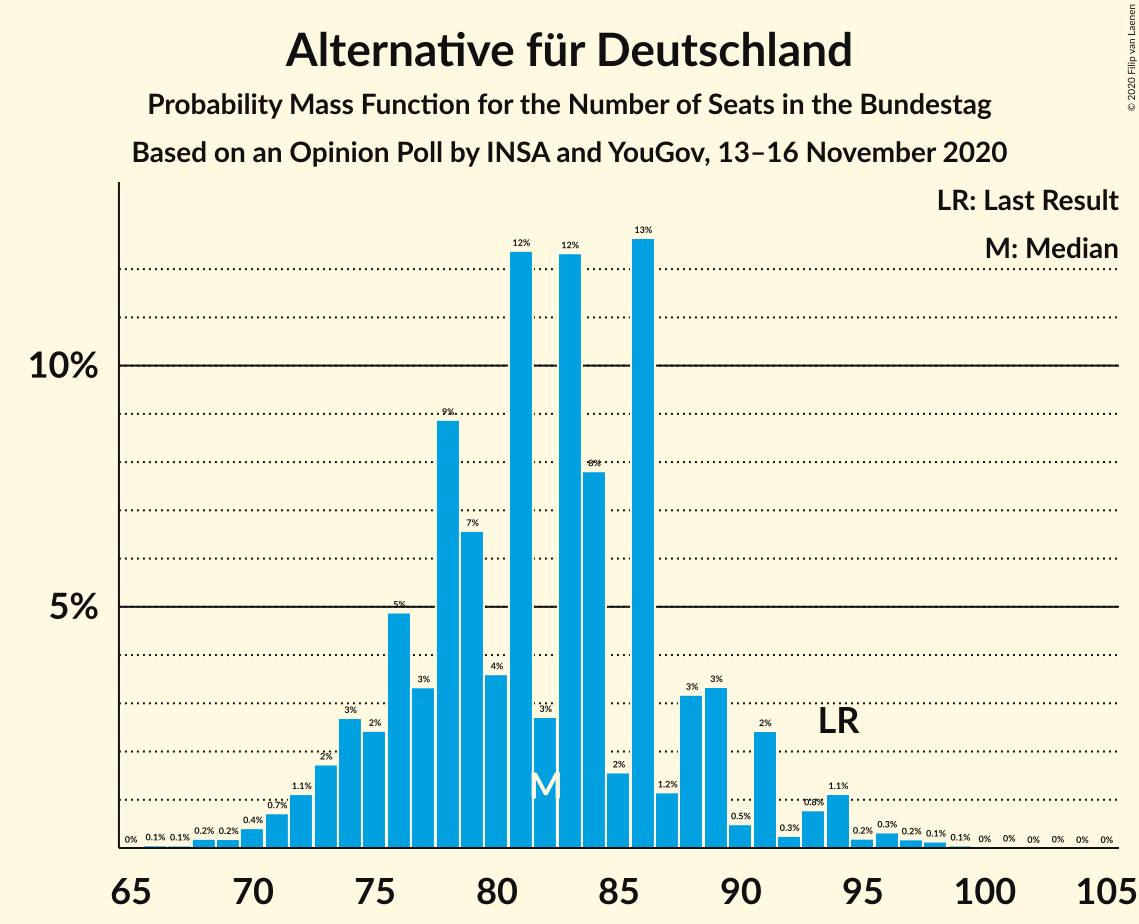 Alternative für Deutschland
Probability Mass Function for the Number of Seats in the Bundestag
Based on an Opinion Poll by INSA and YouGov, 13–16 November 2020
© 2020 Filip van Laenen
LR: Last Result
M: Median
10%
5%
0% 0.1% 0.1% 0.2% 0.2% 0.4% 0.7% 1.1% 2% 3% 2% 5% 3% 9% 7% 4% 12% 3% 12% 8% 2% 13% 1.2% 3% 3% 0.5% 2% 0.3% 0.8% 1.1% 0.2% 0.3% 0.2% 0.1% 0.1% 0% 0% 0% 0% 0% 0%
LR
M
65 70 75 80 85 90 95 100 105